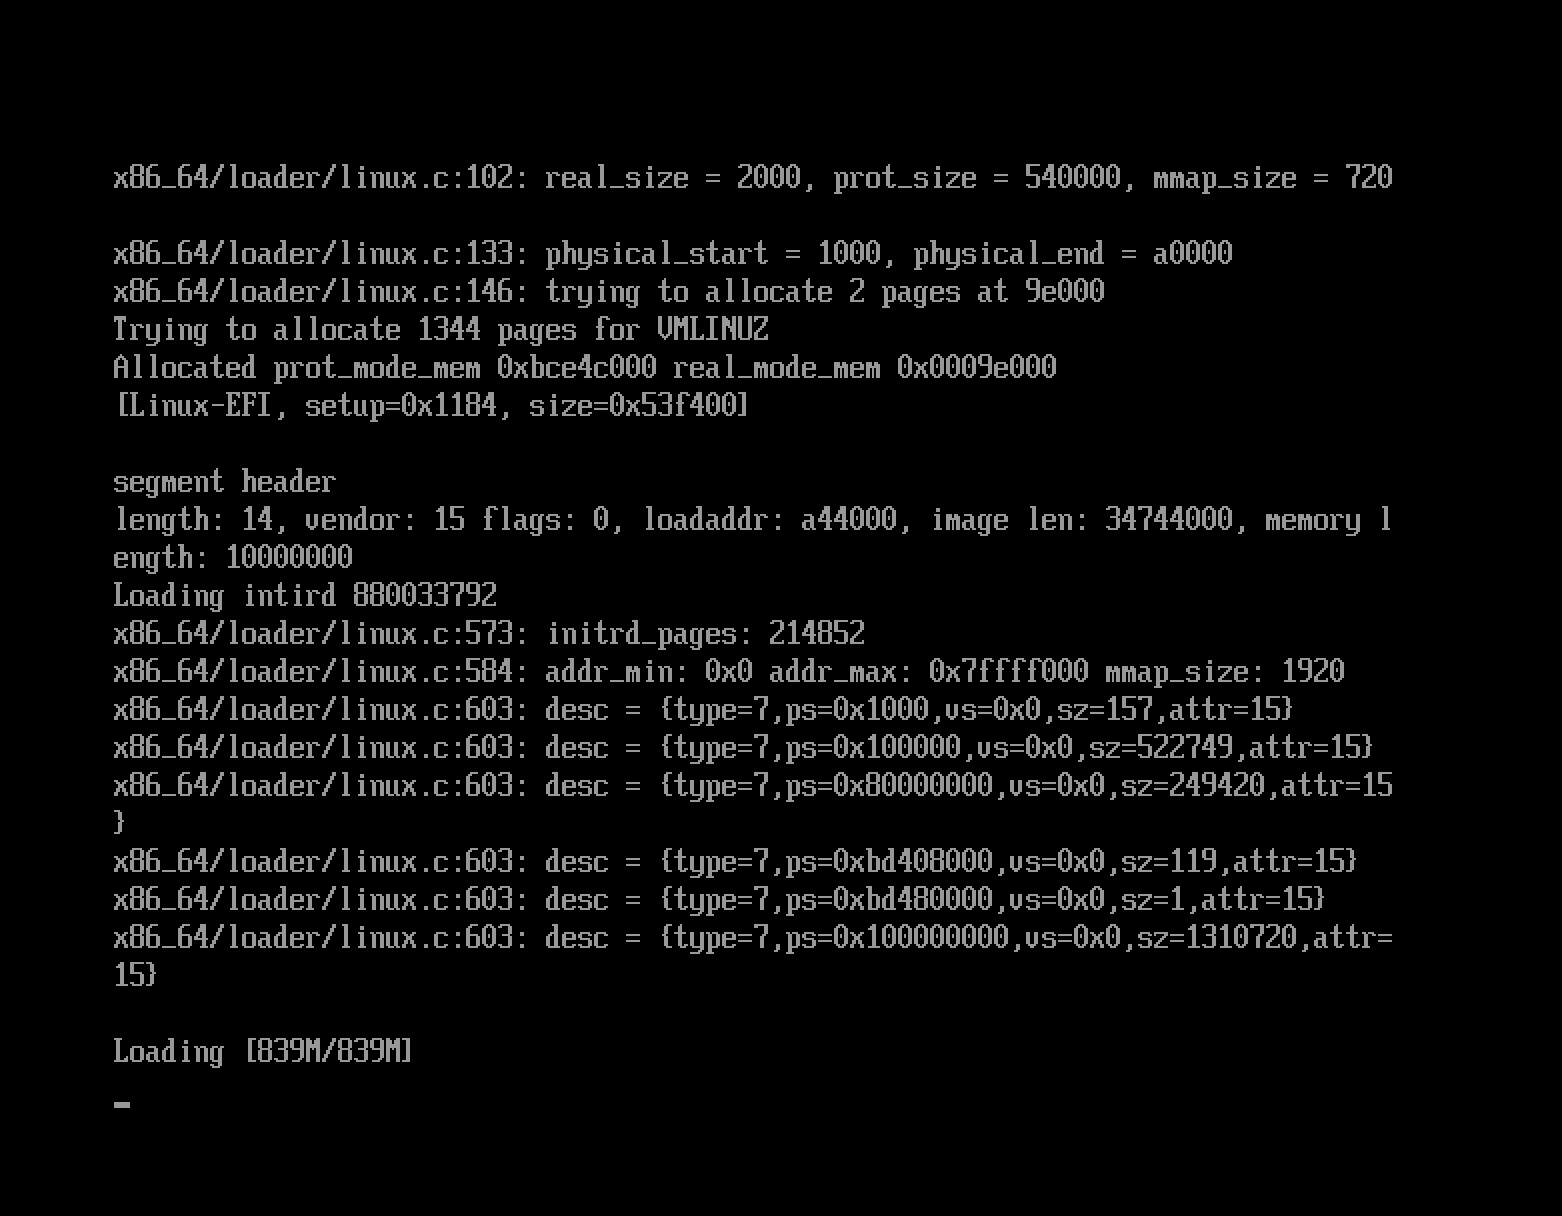 x86_64/loader/linux.c:102: real_size = 2000, prot_size = 540000, mmap_size = 720
x86_64/loader/linux.c:133: physical_start = 1000, physical_end = a0000
x86_64/loader/linux.c:146: trying to allocate 2 pages at 9e000
Trying to allocate 1344 pages for VMLINUZ
Allocated prot_mode_mem 0xbce4c000 real_mode_mem 0x0009e000
[Linux-EFI, setup=0x1184, size=0x53f400]
segment header
length: 14, vendor: 15 flags: 0, loadaddr: a44000, image len: 34744000, memory l
ength: 10000000
Loading intird 880033792
x86_64/loader/linux.c:573: initrd_pages: 214852
x86_64/loader/linux.c:584: addr_min: 0x0 addr_max: 0x7ffff000 mmap_size: 1920
x86_64/loader/linux.c:603: desc = {type=7,ps=0x1000,vs=0x0,sz=157,attr=15}
x86_64/loader/linux.c:603: desc = {type=7,ps=0x100000,vs=0x0,sz=522749,attr=15}
x86_64/loader/linux.c:603: desc = {type=7,ps=0x80000000,vs=0x0,sz=249420,attr=15
}
x86_64/loader/linux.c:603: desc = {type=7,ps=0xbd408000,vs=0x0,sz=119,attr=15}
x86_64/loader/linux.c:603: desc = {type=7,ps=0xbd480000,vs=0x0,sz=1,attr=15}
x86_64/loader/linux.c:603: desc = {type=7,ps=0x100000000,vs=0x0,sz=1310720,attr=
15}
Loading [839M/839M]